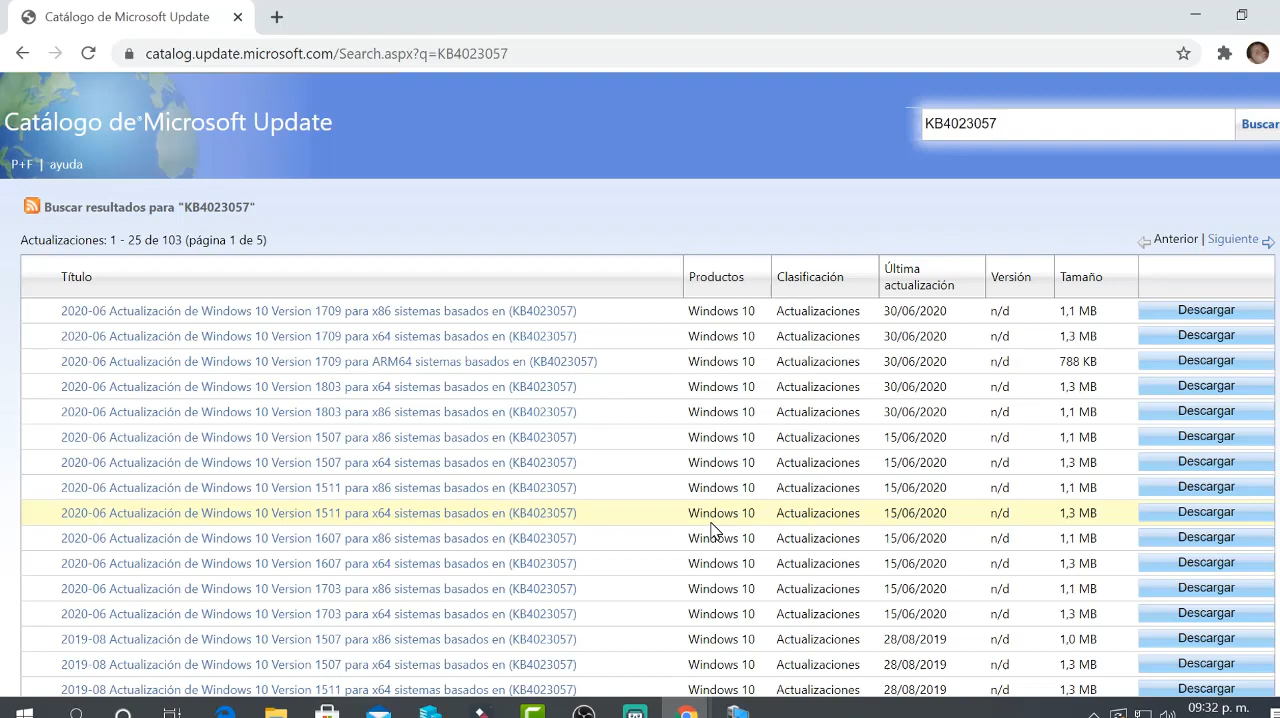 Catálogo de Microsoft Update
catalog.update.microsoft.com/Search.aspx?q=KB4023057
Catálogo de Microsoft Update
KB4023057
Buscar
P+F | ayuda
Buscar resultados para "KB4023057"
Actualizaciones: 1 - 25 de 103 (página 1 de 5)
Anterior | Siguiente
Título Productos Clasificación Última actualización Versión Tamaño
2020-06 Actualización de Windows 10 Version 1709 para x86 sistemas basados en (KB4023057) Windows 10 Actualizaciones 30/06/2020 n/d 1,1 MB Descargar
2020-06 Actualización de Windows 10 Version 1709 para x64 sistemas basados en (KB4023057) Windows 10 Actualizaciones 30/06/2020 n/d 1,3 MB Descargar
2020-06 Actualización de Windows 10 Version 1709 para ARM64 sistemas basados en (KB4023057) Windows 10 Actualizaciones 30/06/2020 n/d 788 KB Descargar
2020-06 Actualización de Windows 10 Version 1803 para x64 sistemas basados en (KB4023057) Windows 10 Actualizaciones 30/06/2020 n/d 1,3 MB Descargar
2020-06 Actualización de Windows 10 Version 1803 para x86 sistemas basados en (KB4023057) Windows 10 Actualizaciones 30/06/2020 n/d 1,1 MB Descargar
2020-06 Actualización de Windows 10 Version 1507 para x86 sistemas basados en (KB4023057) Windows 10 Actualizaciones 15/06/2020 n/d 1,1 MB Descargar
2020-06 Actualización de Windows 10 Version 1507 para x64 sistemas basados en (KB4023057) Windows 10 Actualizaciones 15/06/2020 n/d 1,3 MB Descargar
2020-06 Actualización de Windows 10 Version 1511 para x86 sistemas basados en (KB4023057) Windows 10 Actualizaciones 15/06/2020 n/d 1,1 MB Descargar
2020-06 Actualización de Windows 10 Version 1511 para x64 sistemas basados en (KB4023057) Windows 10 Actualizaciones 15/06/2020 n/d 1,3 MB Descargar
2020-06 Actualización de Windows 10 Version 1607 para x86 sistemas basados en (KB4023057) Windows 10 Actualizaciones 15/06/2020 n/d 1,1 MB Descargar
2020-06 Actualización de Windows 10 Version 1607 para x64 sistemas basados en (KB4023057) Windows 10 Actualizaciones 15/06/2020 n/d 1,3 MB Descargar
2020-06 Actualización de Windows 10 Version 1703 para x86 sistemas basados en (KB4023057) Windows 10 Actualizaciones 15/06/2020 n/d 1,1 MB Descargar
2020-06 Actualización de Windows 10 Version 1703 para x64 sistemas basados en (KB4023057) Windows 10 Actualizaciones 15/06/2020 n/d 1,3 MB Descargar
2019-08 Actualización de Windows 10 Version 1507 para x86 sistemas basados en (KB4023057) Windows 10 Actualizaciones 28/08/2019 n/d 1,0 MB Descargar
2019-08 Actualización de Windows 10 Version 1507 para x64 sistemas basados en (KB4023057) Windows 10 Actualizaciones 28/08/2019 n/d 1,3 MB Descargar
2019-08 Actualización de Windows 10 Version 1511 para x64 sistemas basados en (KB4023057) Windows 10 Actualizaciones 28/08/2019 n/d 1,3 MB Descargar
09:32 p. m.